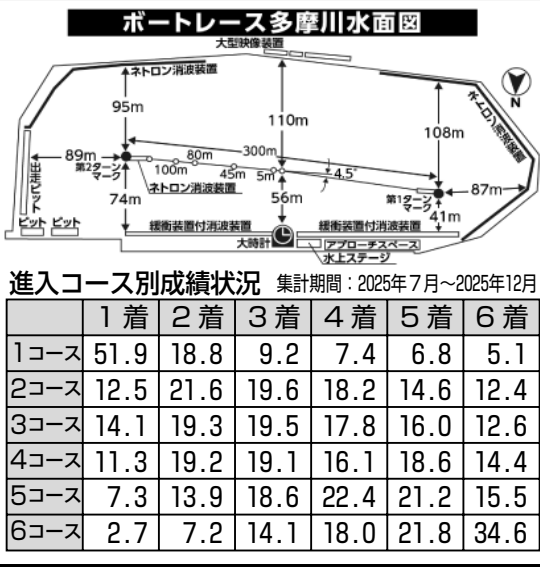 ボートレース多摩川水面図
大型映像装置
ネトロン消波装置
ネトロン消波装置
N
95m
110m
108m
300m
89m
80m
100m
45m
5m
4.5°
87m
第2ターンマーク
ネトロン消波装置
第1ターンマーク
出走ピット
74m
56m
41m
ピット
ピット
緩衝装置付消波装置
緩衝装置付消波装置
大時計
アプローチスペース
水上ステージ
進入コース別成績状況 集計期間：2025年7月～2025年12月
1着 2着 3着 4着 5着 6着
1コース 51.9 18.8 9.2 7.4 6.8 5.1
2コース 12.5 21.6 19.6 18.2 14.6 12.4
3コース 14.1 19.3 19.5 17.8 16.0 12.6
4コース 11.3 19.2 19.1 16.1 18.6 14.4
5コース 7.3 13.9 18.6 22.4 21.2 15.5
6コース 2.7 7.2 14.1 18.0 21.8 34.6